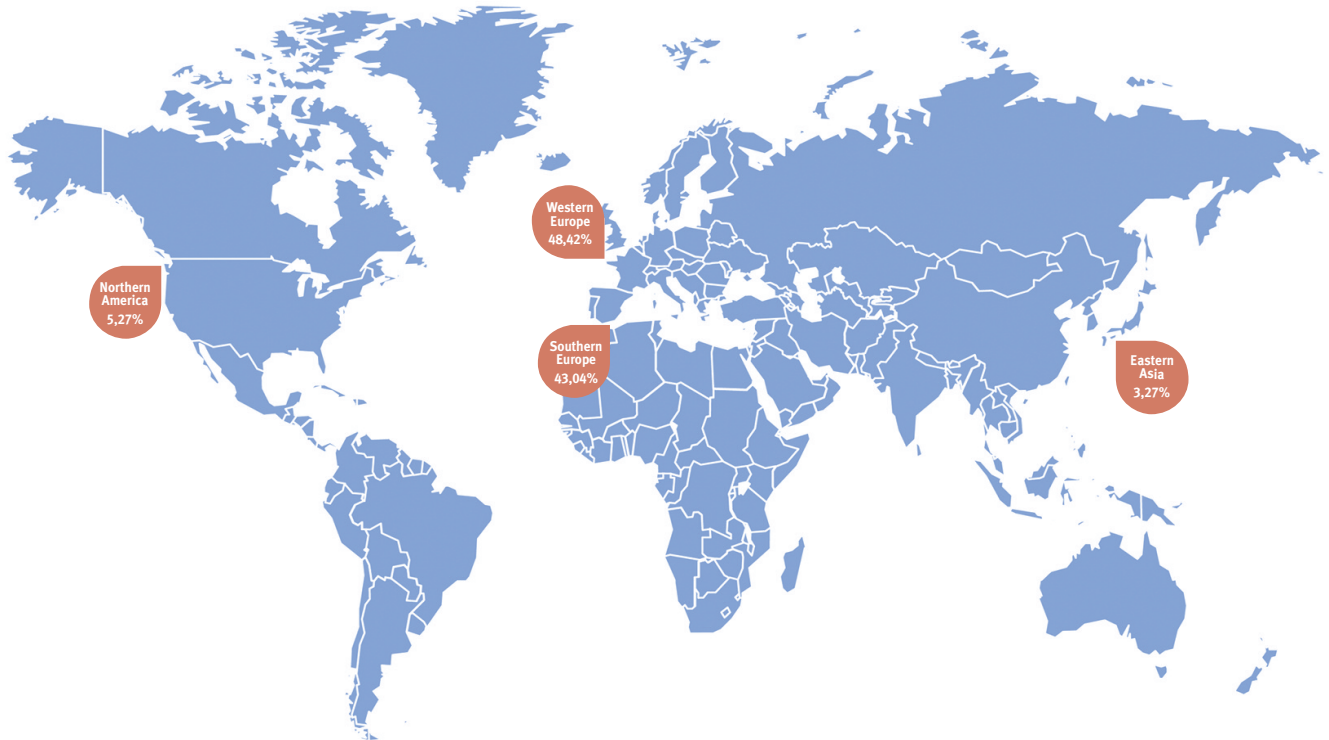 Western
Europe
48,42%
Northern
America
5,27%
Southern
Europe
43,04%
Eastern
Asia
3,27%